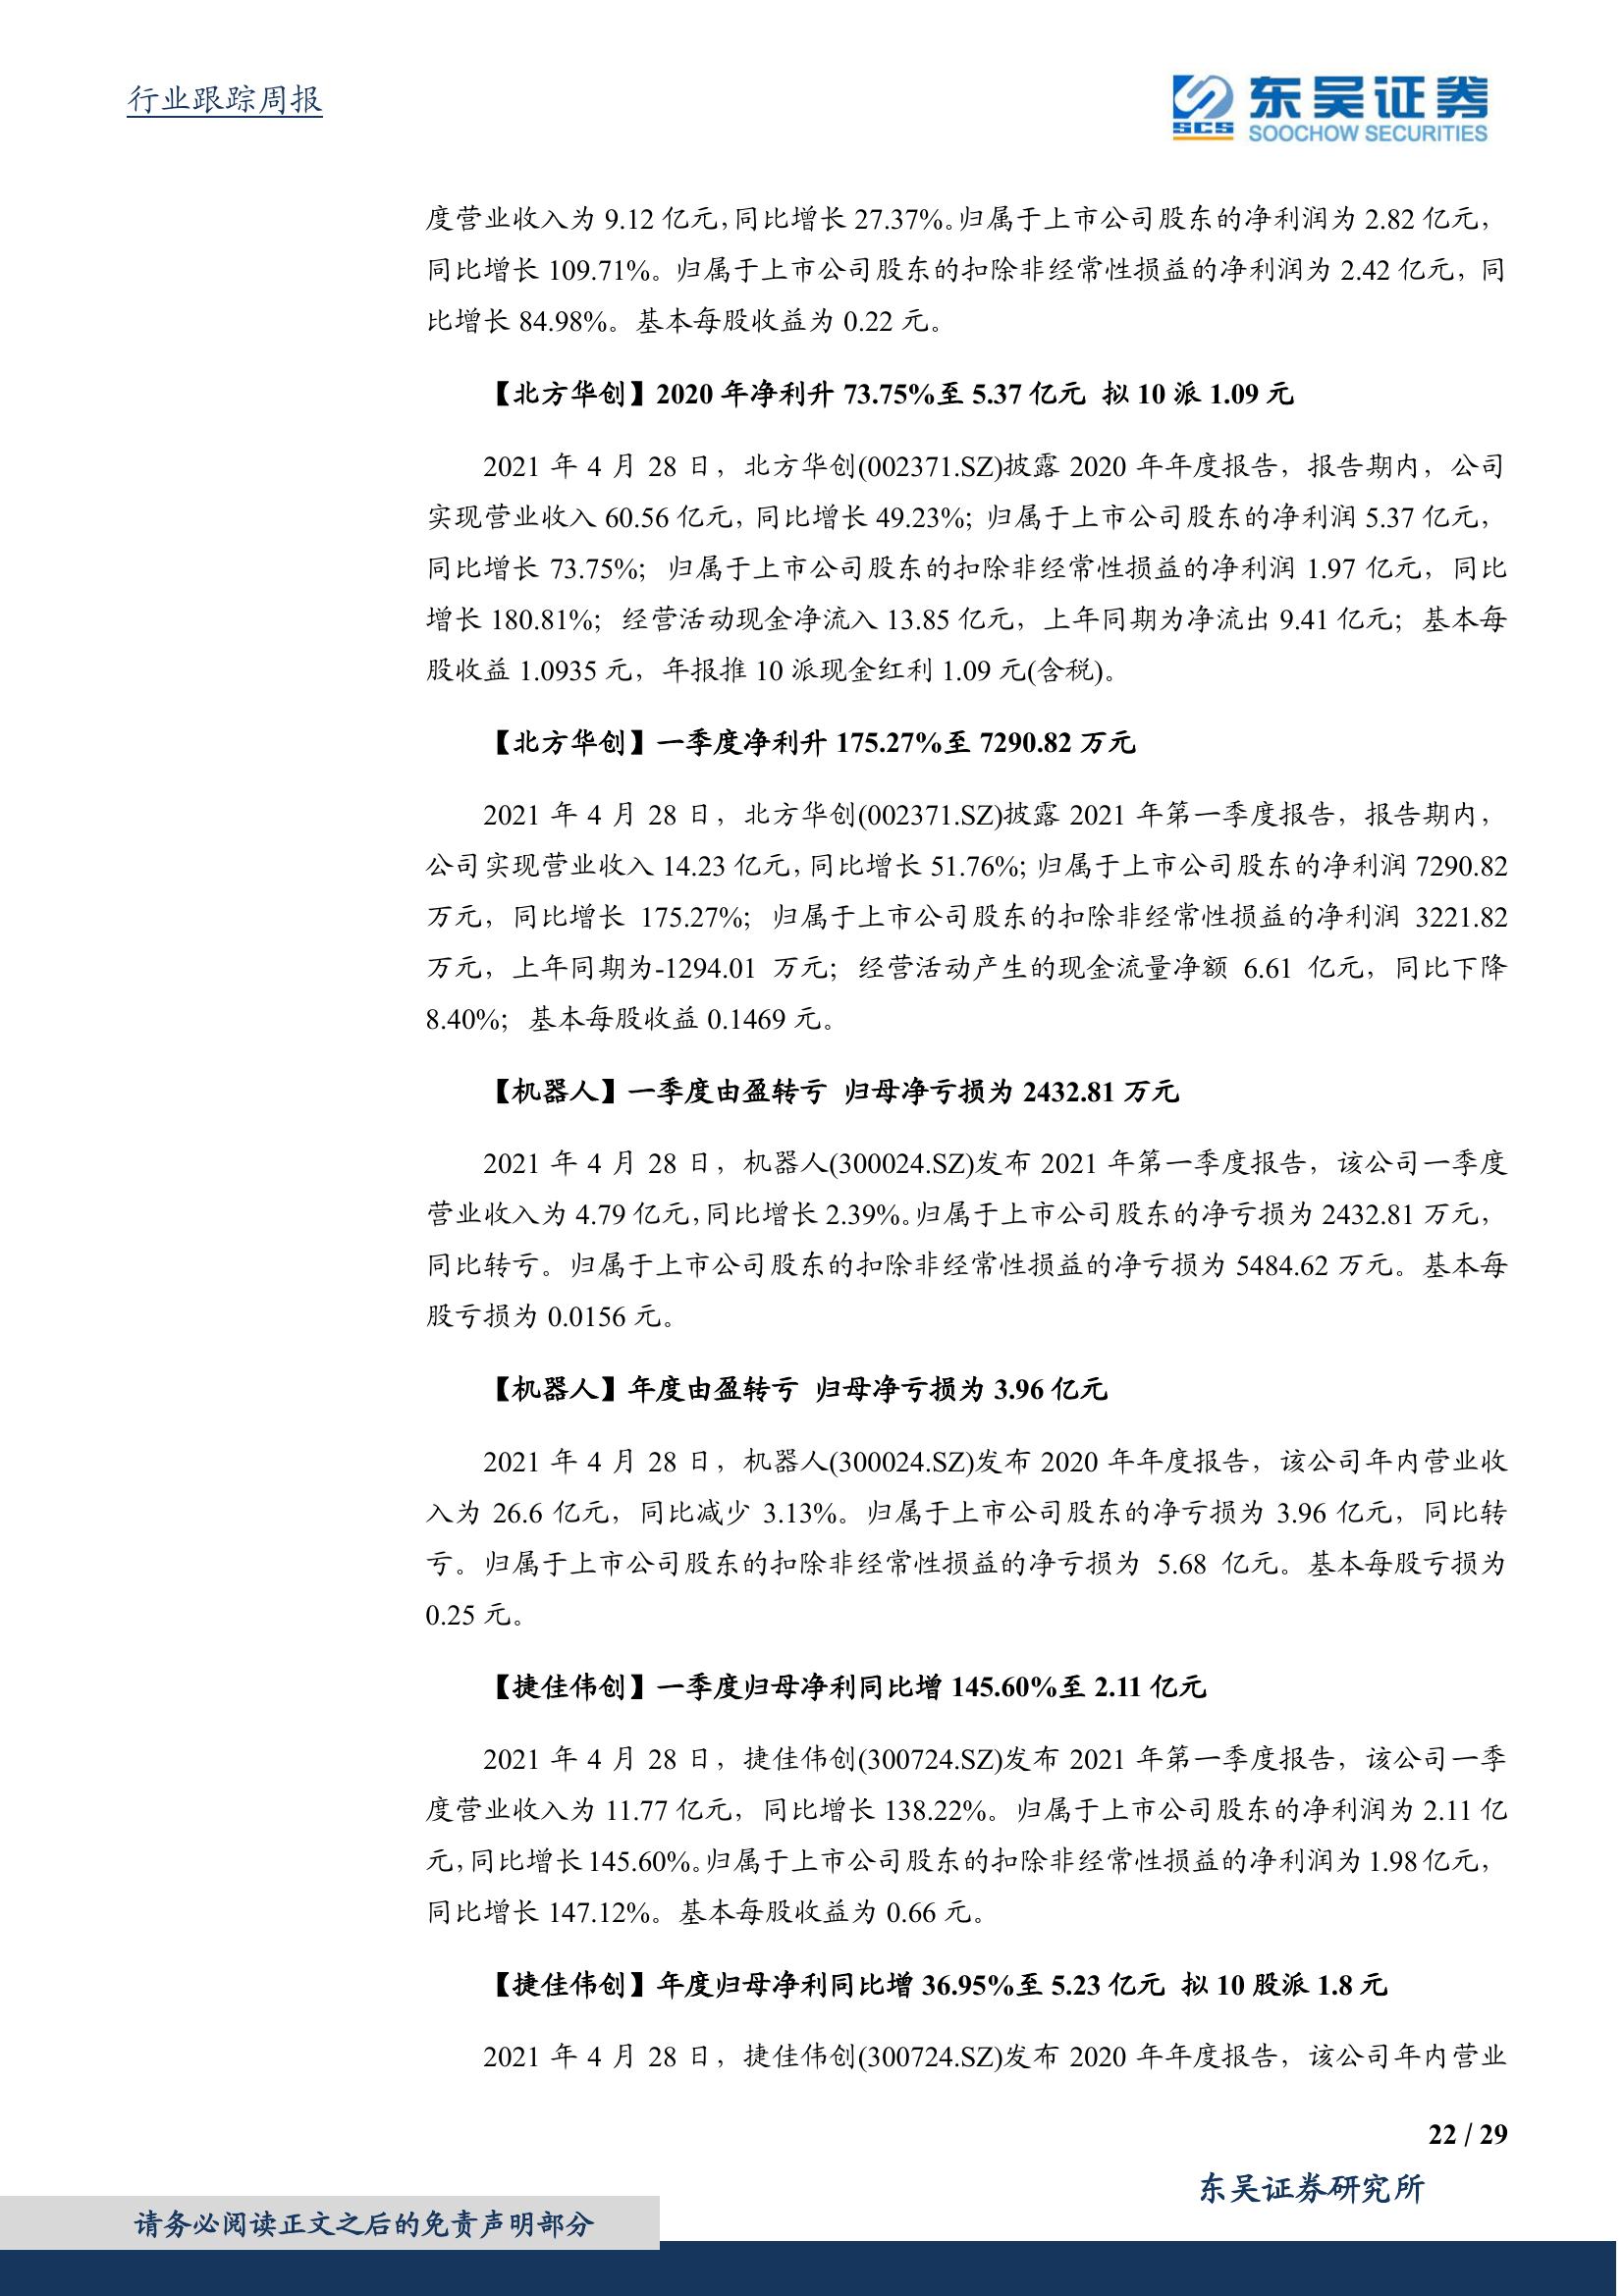 行业跟踪周报
SCS 东吴证券
SOOCHOW SECURITIES
度营业收入为 9.12 亿元，同比增长 27.37%。归属于上市公司股东的净利润为 2.82 亿元，
同比增长 109.71%。归属于上市公司股东的扣除非经常性损益的净利润为 2.42 亿元，同
比增长 84.98%。基本每股收益为 0.22 元。
【北方华创】2020 年净利升 73.75%至 5.37 亿元 拟 10 派 1.09 元
2021 年 4 月 28 日，北方华创(002371.SZ)披露 2020 年年度报告，报告期内，公司
实现营业收入 60.56 亿元，同比增长 49.23%；归属于上市公司股东的净利润 5.37 亿元，
同比增长 73.75%；归属于上市公司股东的扣除非经常性损益的净利润 1.97 亿元，同比
增长 180.81%；经营活动现金净流入 13.85 亿元，上年同期为净流出 9.41 亿元；基本每
股收益 1.0935 元，年报推 10 派现金红利 1.09 元(含税)。
【北方华创】一季度净利升 175.27%至 7290.82 万元
2021 年 4 月 28 日，北方华创(002371.SZ)披露 2021 年第一季度报告，报告期内，
公司实现营业收入 14.23 亿元，同比增长 51.76%；归属于上市公司股东的净利润 7290.82
万元，同比增长 175.27%；归属于上市公司股东的扣除非经常性损益的净利润 3221.82
万元，上年同期为-1294.01 万元；经营活动产生的现金流量净额 6.61 亿元，同比下降
8.40%；基本每股收益 0.1469 元。
【机器人】一季度由盈转亏 归母净亏损为 2432.81 万元
2021 年 4 月 28 日，机器人(300024.SZ)发布 2021 年第一季度报告，该公司一季度
营业收入为 4.79 亿元，同比增长 2.39%。归属于上市公司股东的净亏损为 2432.81 万元，
同比转亏。归属于上市公司股东的扣除非经常性损益的净亏损为 5484.62 万元。基本每
股亏损为 0.0156 元。
【机器人】年度由盈转亏 归母净亏损为 3.96 亿元
2021 年 4 月 28 日，机器人(300024.SZ)发布 2020 年年度报告，该公司年内营业收
入为 26.6 亿元，同比减少 3.13%。归属于上市公司股东的净亏损为 3.96 亿元，同比转
亏。归属于上市公司股东的扣除非经常性损益的净亏损为 5.68 亿元。基本每股亏损为
0.25 元。
【捷佳伟创】一季度归母净利同比增 145.60%至 2.11 亿元
2021 年 4 月 28 日，捷佳伟创(300724.SZ)发布 2021 年第一季度报告，该公司一季
度营业收入为 11.77 亿元，同比增长 138.22%。归属于上市公司股东的净利润为 2.11 亿
元，同比增长 145.60%。归属于上市公司股东的扣除非经常性损益的净利润为 1.98 亿元，
同比增长 147.12%。基本每股收益为 0.66 元。
【捷佳伟创】年度归母净利同比增 36.95%至 5.23 亿元 拟 10 股派 1.8 元
2021 年 4 月 28 日，捷佳伟创(300724.SZ)发布 2020 年年度报告，该公司年内营业
22 / 29
东吴证券研究所
请务必阅读正文之后的免责声明部分